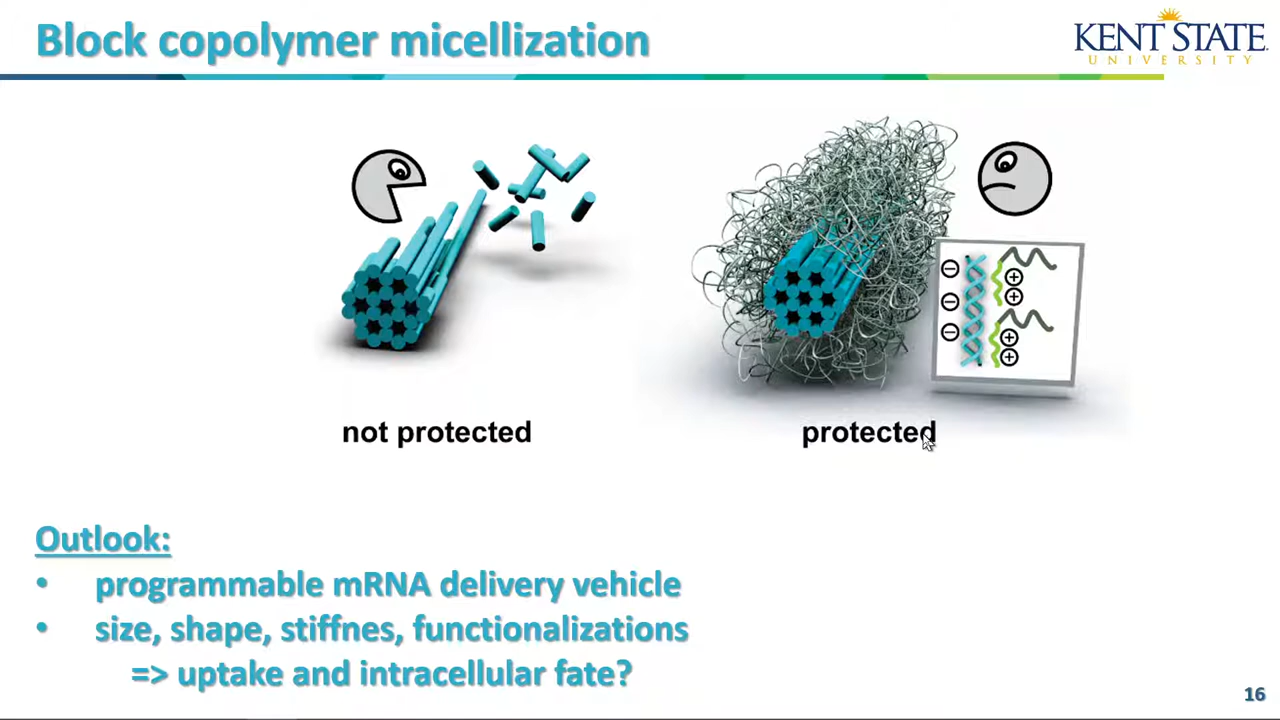 Block copolymer micellization
KENT STATE
UNIVERSITY
not protected
protected
Outlook:
• programmable mRNA delivery vehicle
• size, shape, stiffnes, functionalizations
=> uptake and intracellular fate?
16